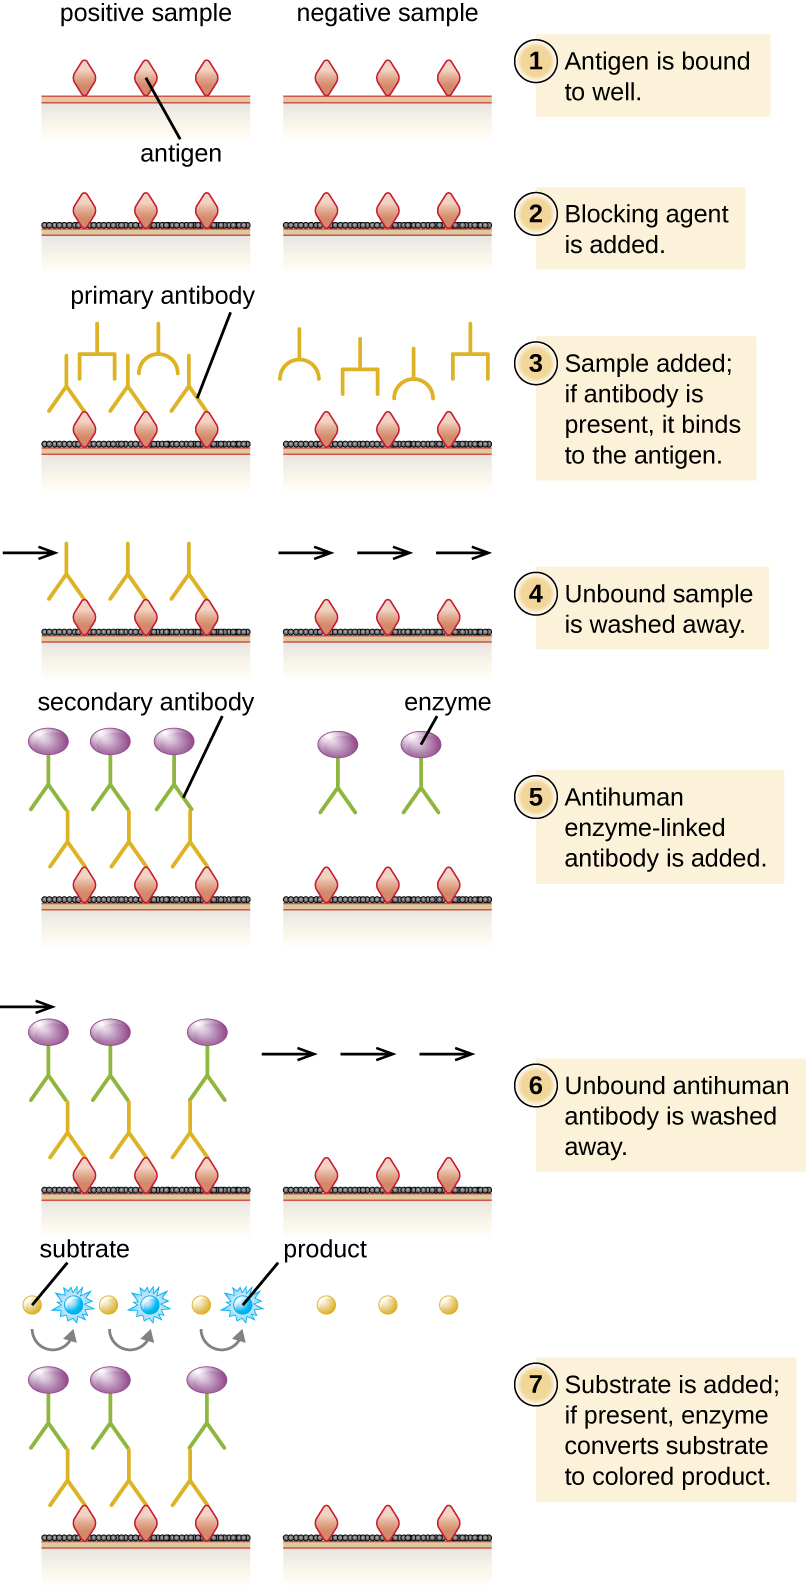 positive sample
negative sample
1
Antigen is bound
to well.
antigen
2
Blocking agent
is added.
primary antibody
3
Sample added;
if antibody is
present, it binds
to the antigen.
4
Unbound sample
is washed away.
secondary antibody
enzyme
5
Antihuman
enzyme-linked
antibody is added.
6
Unbound antihuman
antibody is washed
away.
subtrate
product
7
Substrate is added;
if present, enzyme
converts substrate
to colored product.